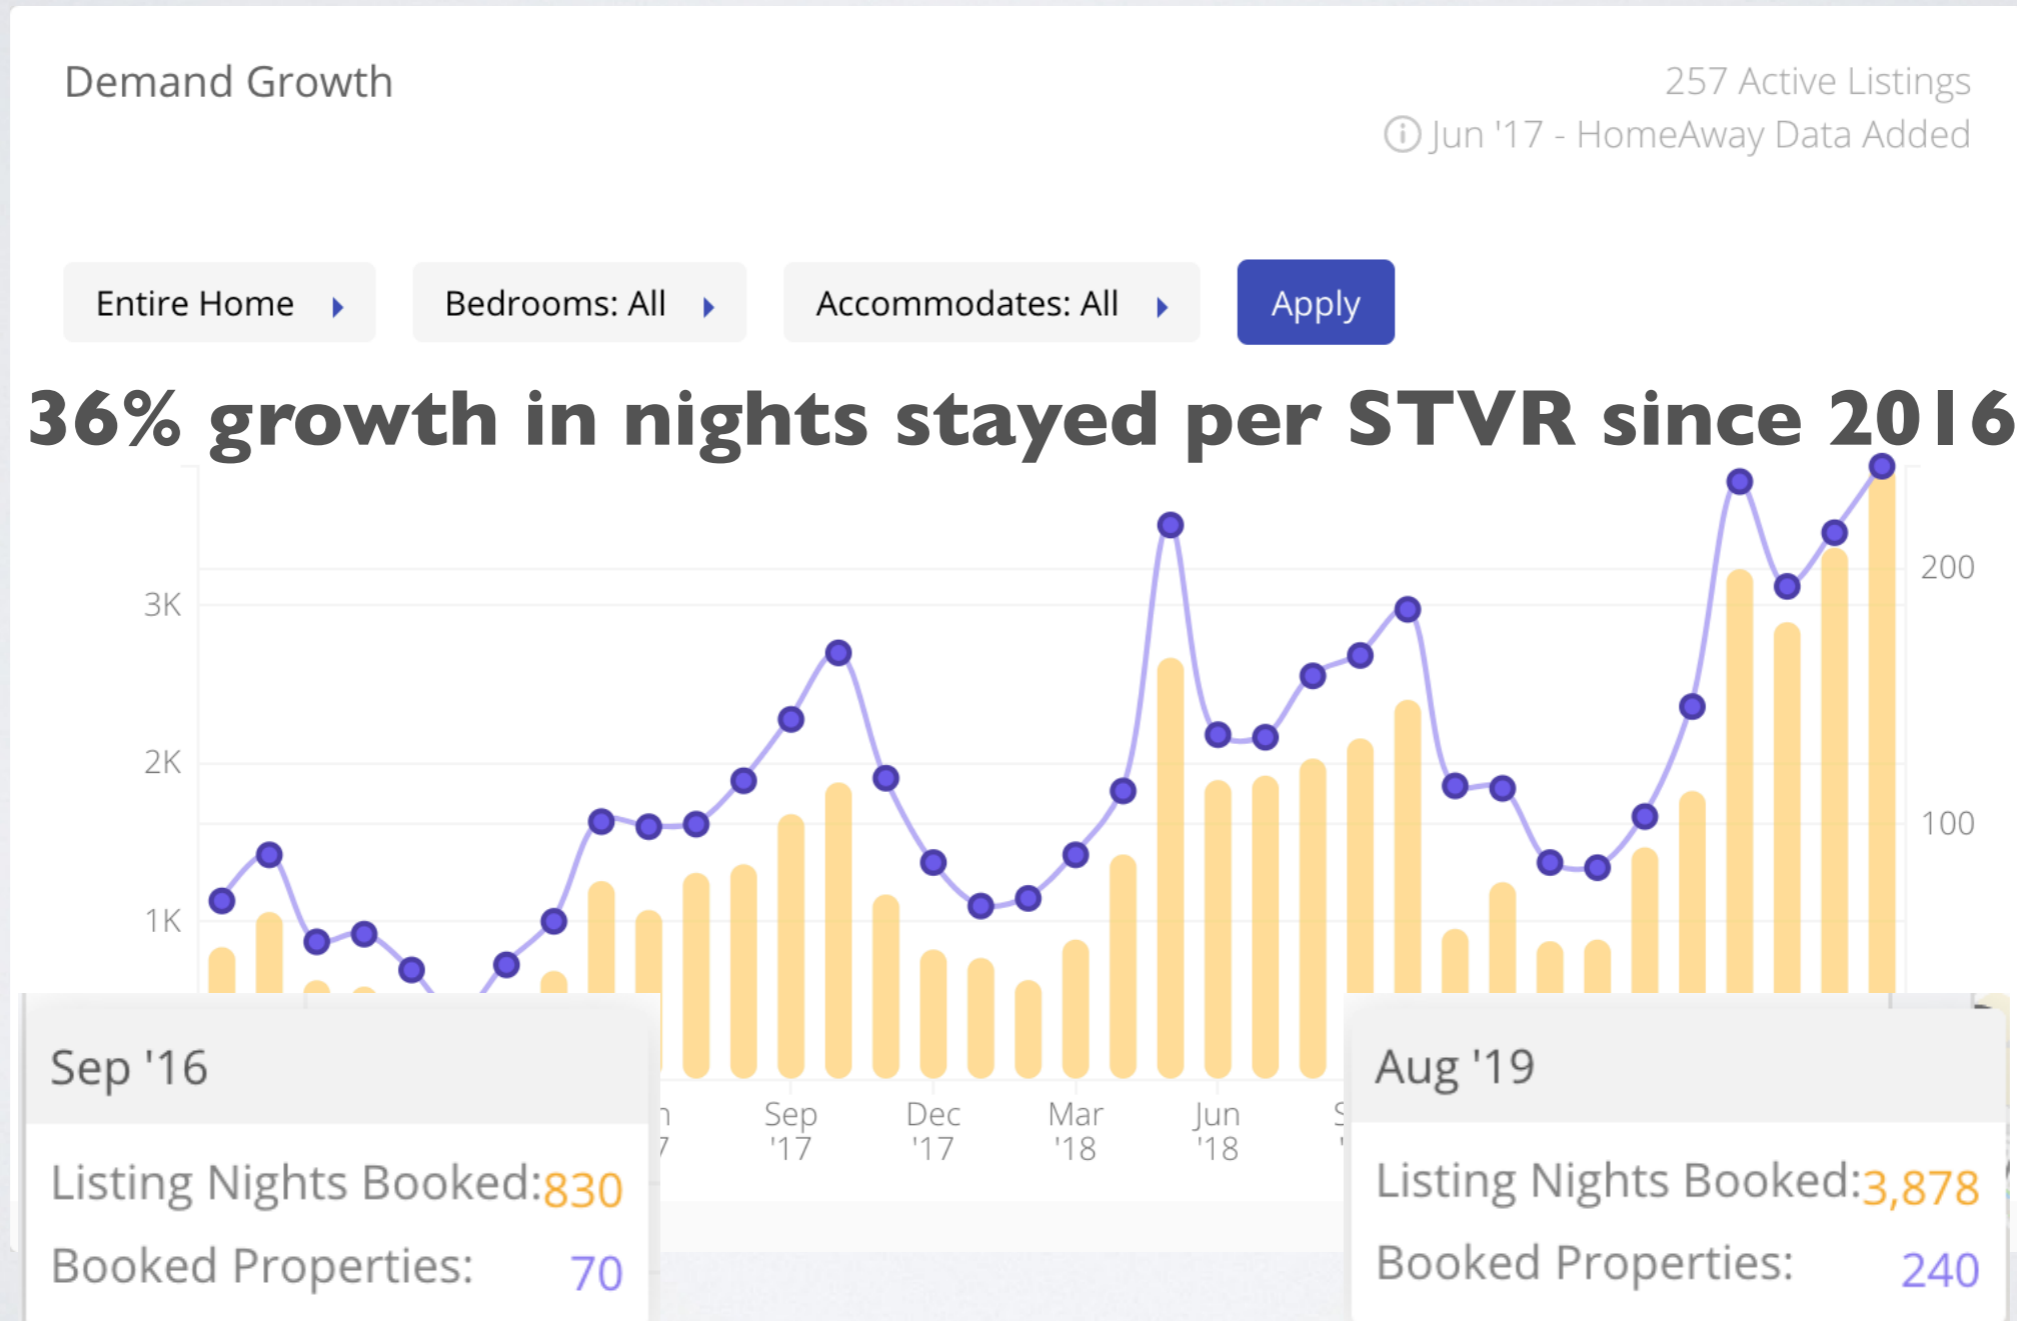 Demand Growth
257 Active Listings
Jun '17 - HomeAway Data Added
Entire Home
Bedrooms: All
Accommodates: All
Apply
36% growth in nights stayed per STVR since 2016
3K
2K
1K
200
100
Sep '17
Dec '17
Mar '18
Jun '18
Sep '16
Listing Nights Booked:830
Booked Properties: 70
Aug '19
Listing Nights Booked:3,878
Booked Properties: 240